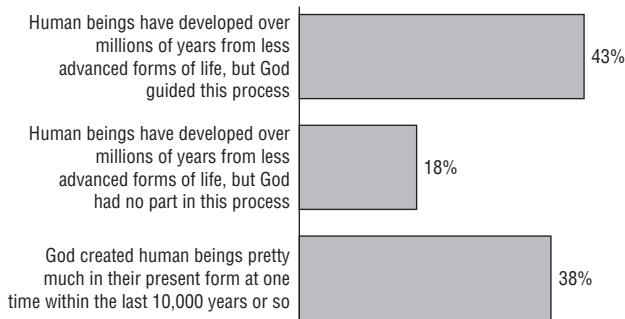 Human beings have developed over
millions of years from less
advanced forms of life, but God
guided this process
43%
Human beings have developed over
millions of years from less
advanced forms of life, but God
had no part in this process
18%
God created human beings pretty
much in their present form at one
time within the last 10,000 years or so
38%